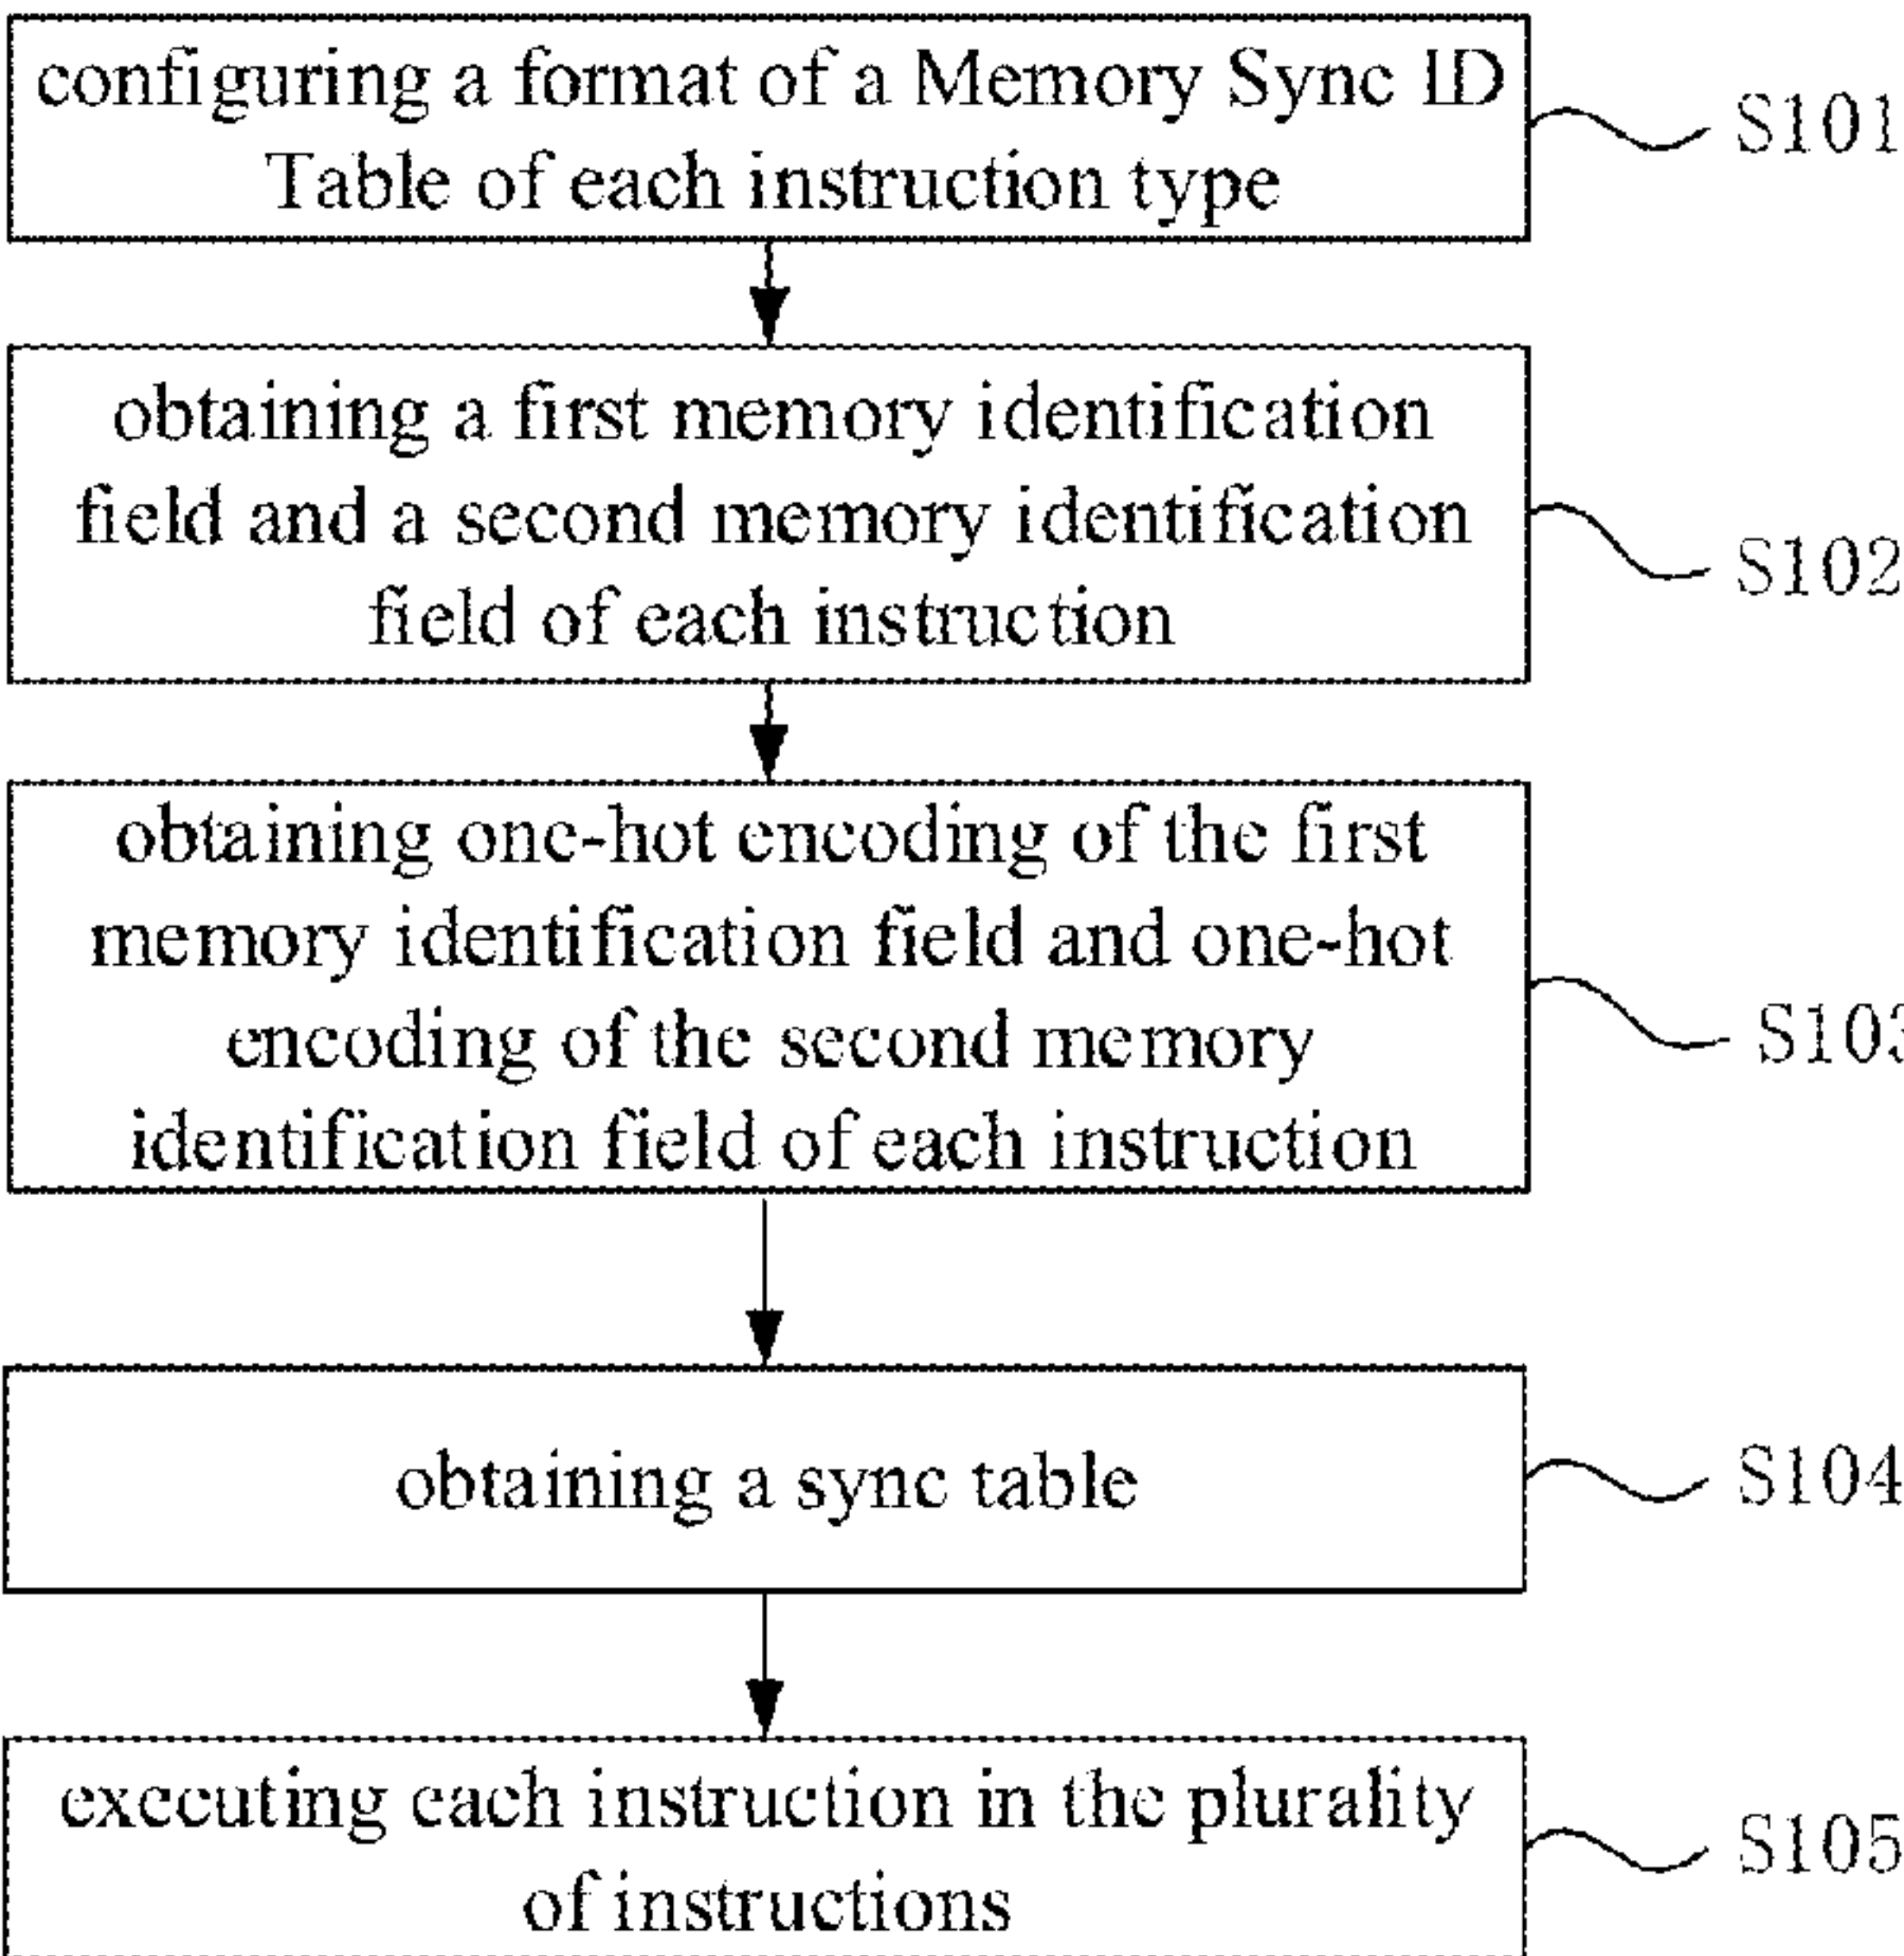 configuring a format of a Memory Sync ID
Table of each instruction type
S101
obtaining a first memory identification
field and a second memory identification
field of each instruction
S102
obtaining one-hot encoding of the first
memory identification field and one-hot
encoding of the second memory
identification field of each instruction
S103
obtaining a sync table
S104
executing each instruction in the plurality
of instructions
S105